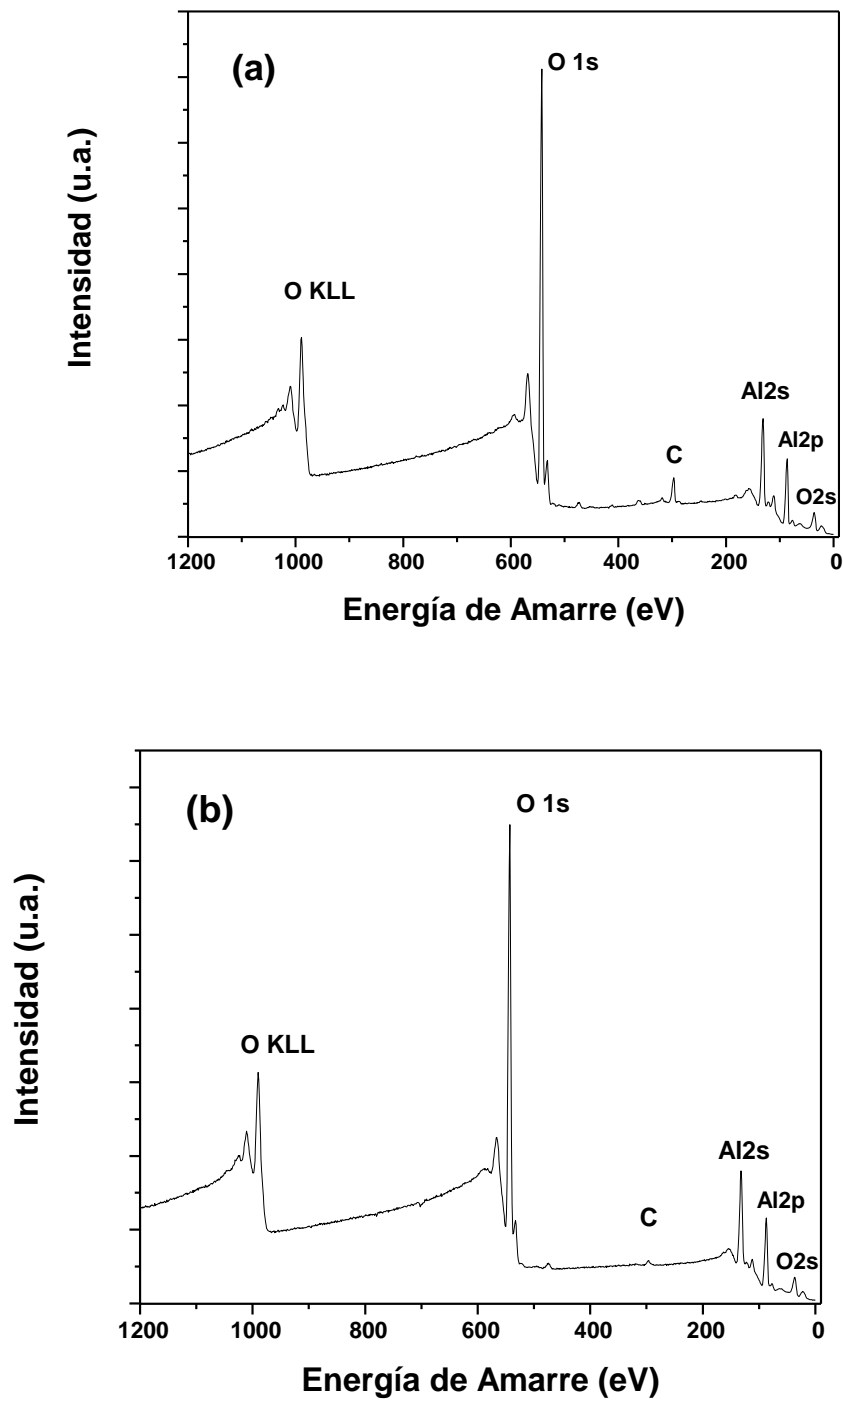 (a)
O 1s
Intensidad (u.a.)
O KLL
Al2s
Al2p
C
O2s
1200 1000 800 600 400 200 0
Energía de Amarre (eV)
(b)
O 1s
Intensidad (u.a.)
O KLL
Al2s
Al2p
C
O2s
1200 1000 800 600 400 200 0
Energía de Amarre (eV)